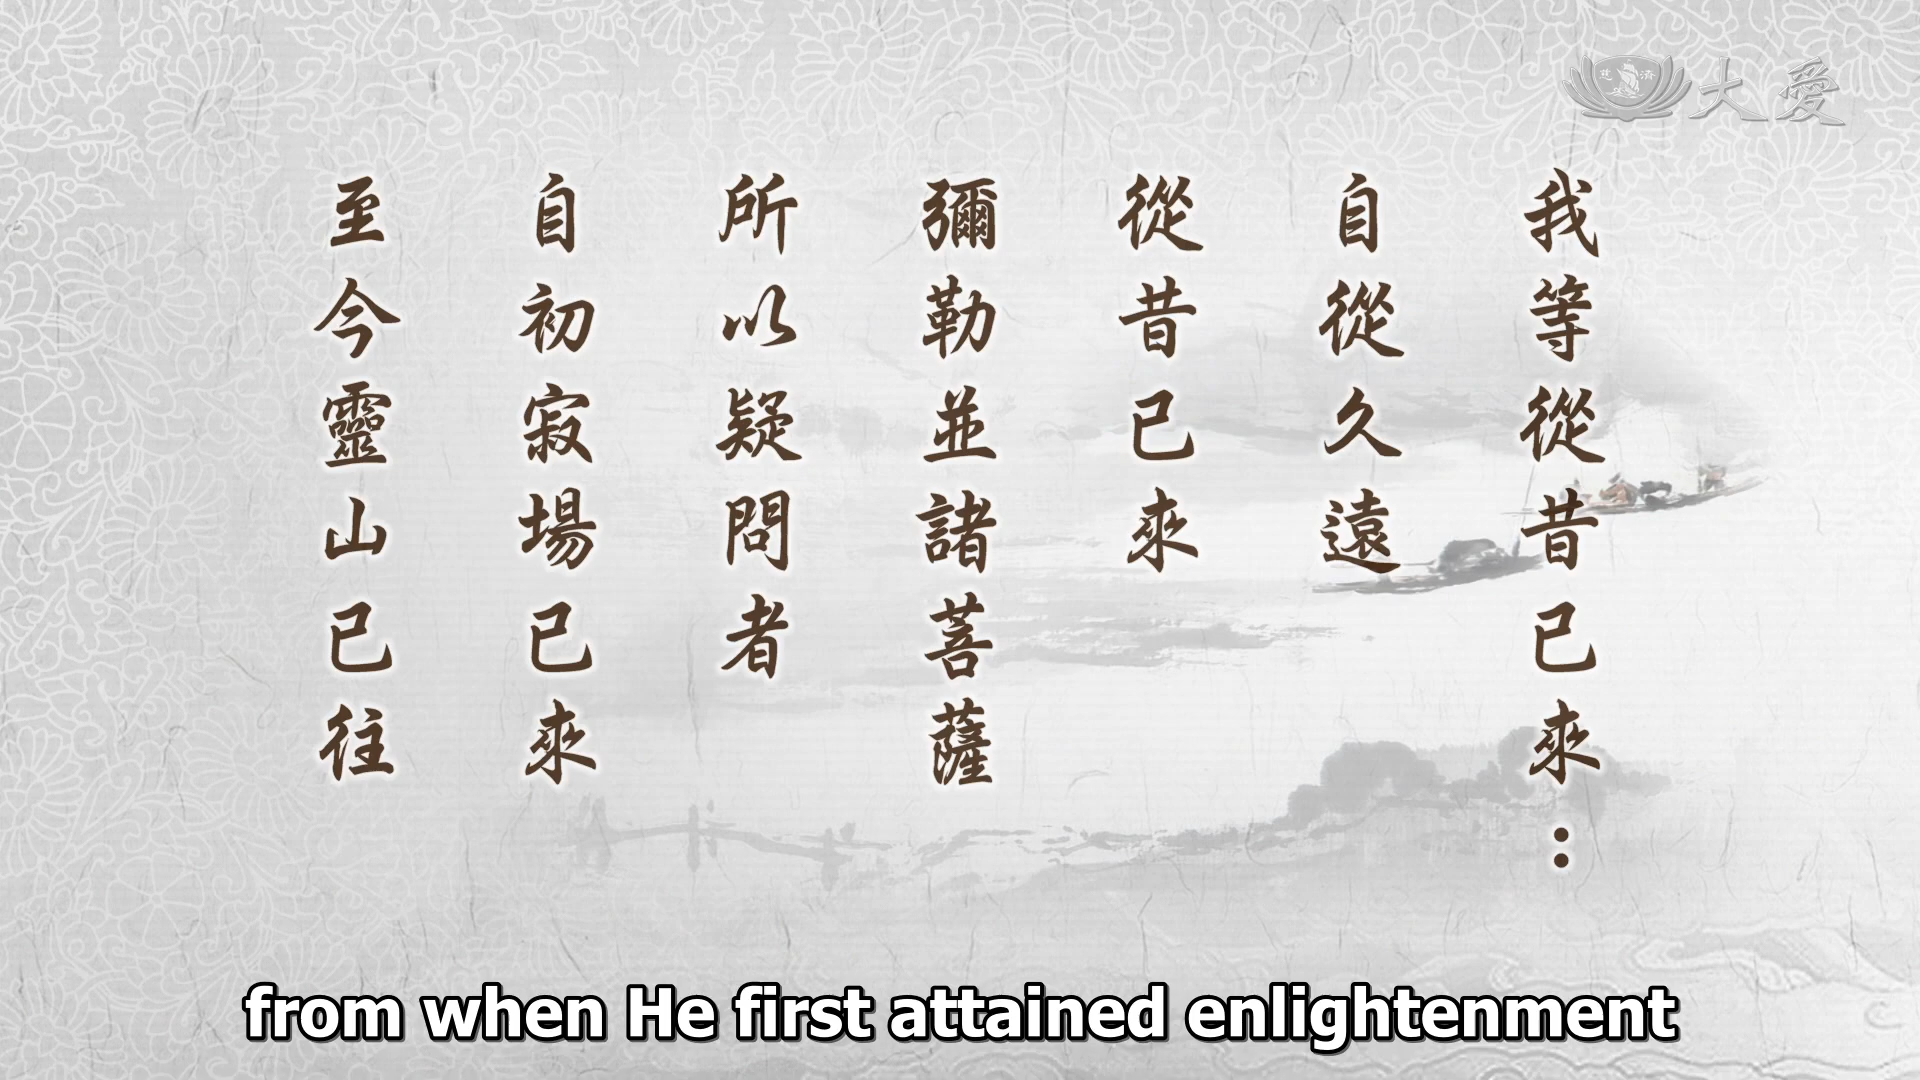 大愛
慈濟
我等從昔已來：
自從久遠
從昔已來
彌勒並諸菩薩
所以疑問者
自初寂場已來
至今靈山已往
from when He first attained enlightenment